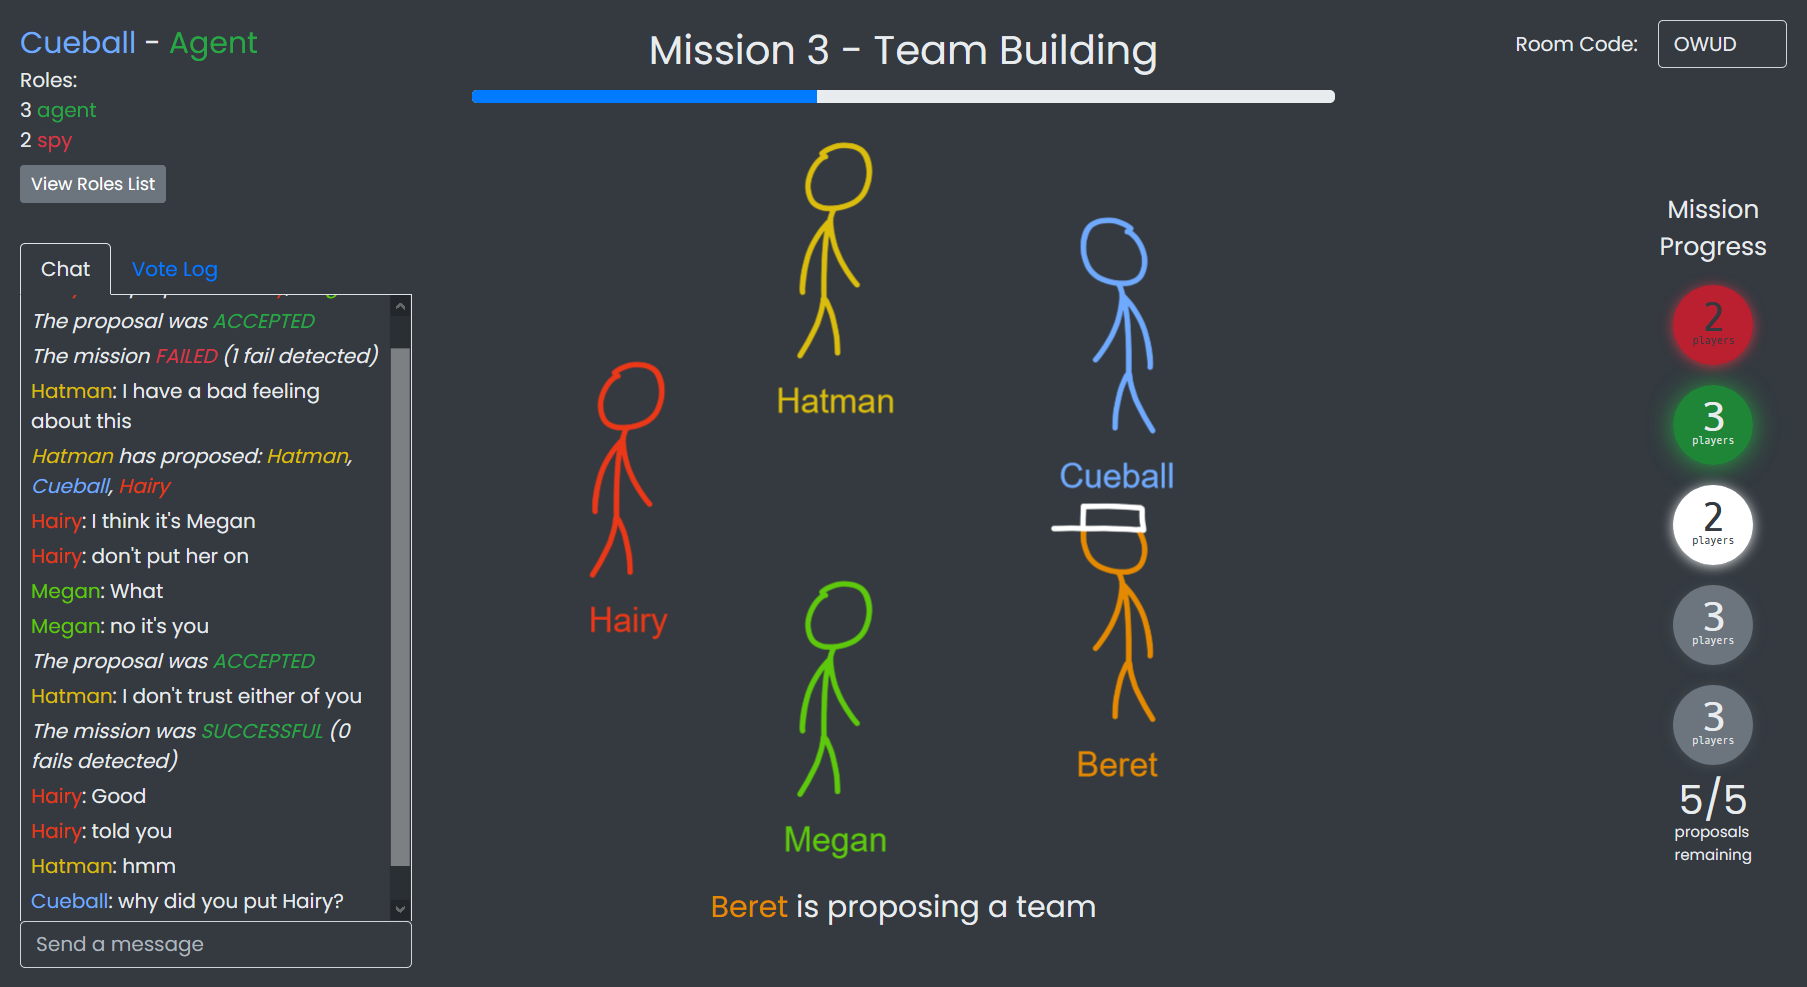 Cueball - Agent
Roles:
3 agent
2 spy
View Roles List
Chat
Vote Log
The proposal was ACCEPTED
The mission FAILED (1 fail detected)
Hatman: I have a bad feeling
about this
Hatman has proposed: Hatman,
Cueball, Hairy
Hairy: I think it's Megan
Hairy: don't put her on
Megan: What
Megan: no it's you
The proposal was ACCEPTED
Hatman: I don't trust either of you
The mission was SUCCESSFUL (0
fails detected)
Hairy: Good
Hairy: told you
Hatman: hmm
Cueball: why did you put Hairy?
Send a message
Mission 3 - Team Building
Hatman
Cueball
Hairy
Beret
Megan
Beret is proposing a team
Room Code:
OWUD
Mission
Progress
2
players
3
players
2
players
3
players
3
players
5/5
proposals
remaining